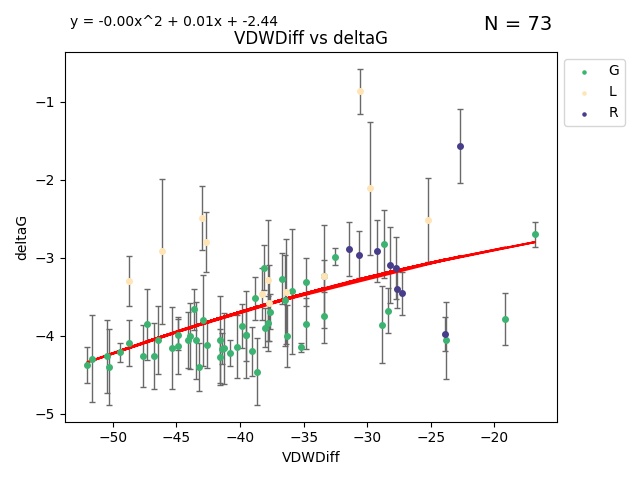 y = -0.00x^2 + 0.01x + -2.44
N = 73
VDWDiff vs deltaG
G
L
R
deltaG
−1
−2
−3
−4
−5
−50
−45
−40
−35
−30
−25
−20
VDWDiff